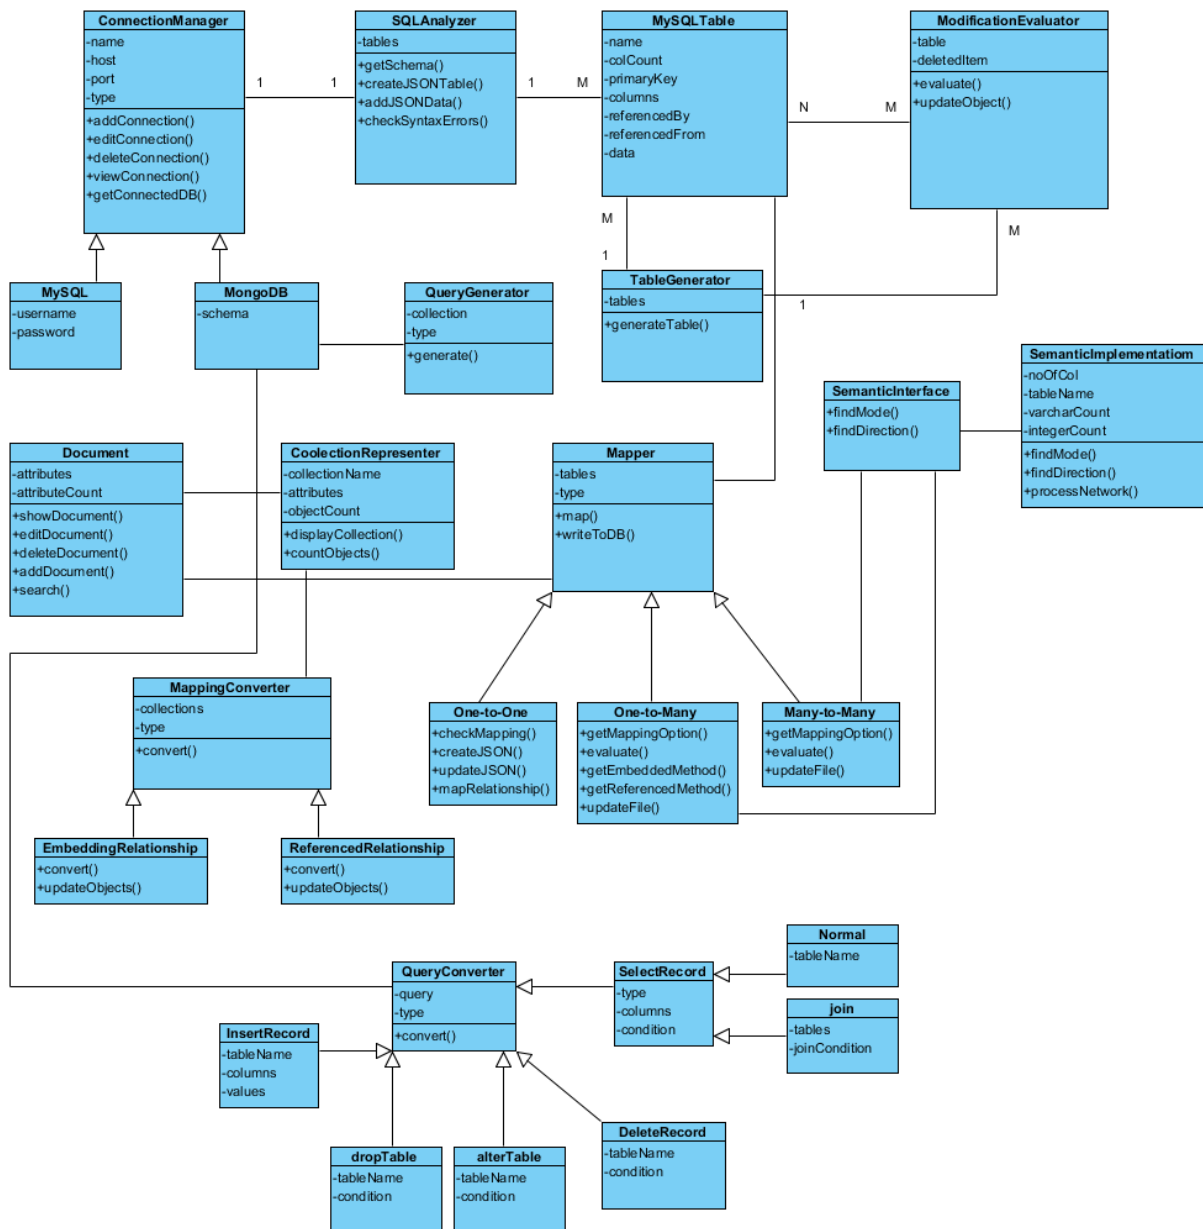 ConnectionManager
-name
-host
-port
-type
+addConnection()
+editConnection()
+deleteConnection()
+viewConnection()
+getConnectedDB()
1
1
SQLAnalyzer
-tables
+getSchema()
+createJSONTable()
+addJSONData()
+checkSyntaxErrors()
1
M
MySQLTable
-name
-colCount
-primaryKey
-columns
-referencedBy
-referencedFrom
-data
N
M
ModificationEvaluator
-table
-deletedItem
+evaluate()
+updateObject()
M
1
M
1
MySQL
-username
-password
MongoDB
-schema
QueryGenerator
-collection
-type
+generate()
TableGenerator
-tables
+generateTable()
SemanticInterface
+findMode()
+findDirection()
SemanticImplementatiom
-noOfCol
-tableName
-varcharCount
-integerCount
+findMode()
+findDirection()
+processNetwork()
Document
-attributes
-attributeCount
+showDocument()
+editDocument()
+deleteDocument()
+addDocument()
+search()
CoolectionRepresenter
-collectionName
-attributes
-objectCount
+displayCollection()
+countObjects()
Mapper
-tables
-type
+map()
+writeToDB()
MappingConverter
-collections
-type
+convert()
One-to-One
+checkMapping()
+createJSON()
+updateJSON()
+mapRelationship()
One-to-Many
+getMappingOption()
+evaluate()
+getEmbeddedMethod()
+getReferencedMethod()
+updateFile()
Many-to-Many
+getMappingOption()
+evaluate()
+updateFile()
EmbeddingRelationship
+convert()
+updateObjects()
ReferencedRelationship
+convert()
+updateObjects()
QueryConverter
-query
-type
+convert()
SelectRecord
-type
-columns
-condition
Normal
-tableName
join
-tables
-joinCondition
InsertRecord
-tableName
-columns
-values
dropTable
-tableName
-condition
alterTable
-tableName
-condition
DeleteRecord
-tableName
-condition